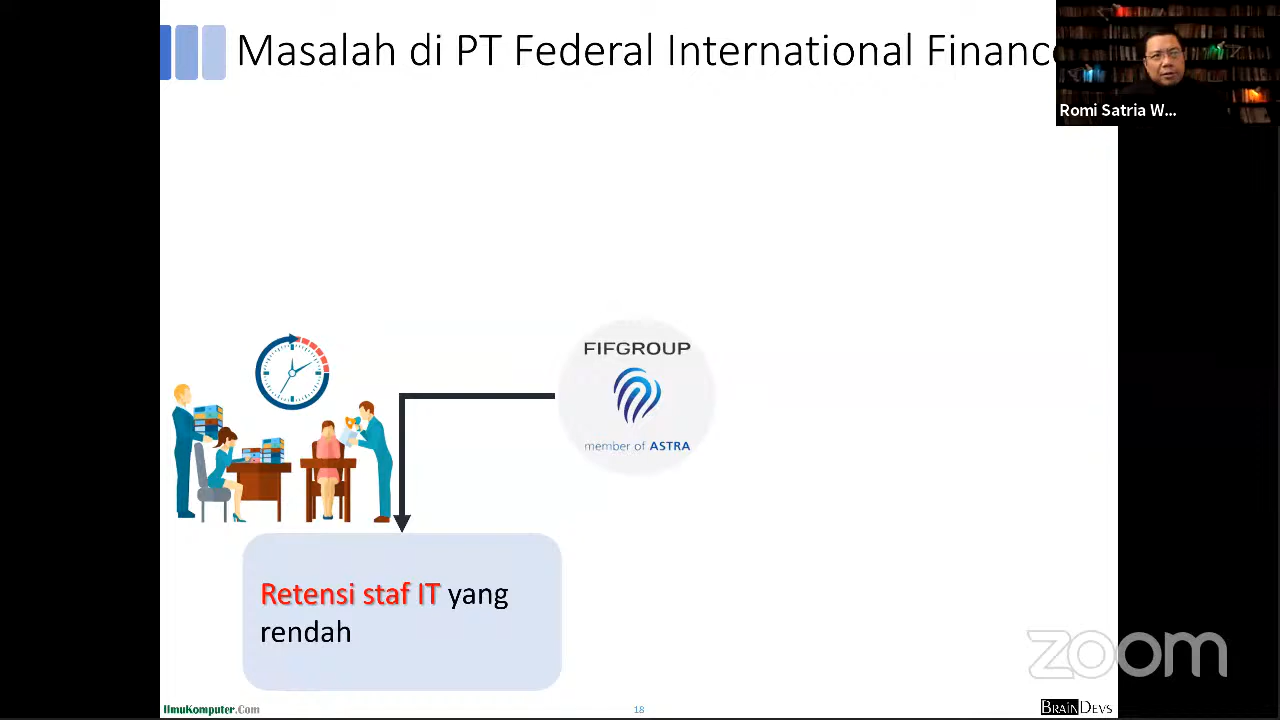 Masalah di PT Federal International Finance
Romi Satria W...
FIFGROUP
member of ASTRA
Retensi staf IT yang
rendah
zoom
IlmuKomputer.Com
18
BRAINDEVS